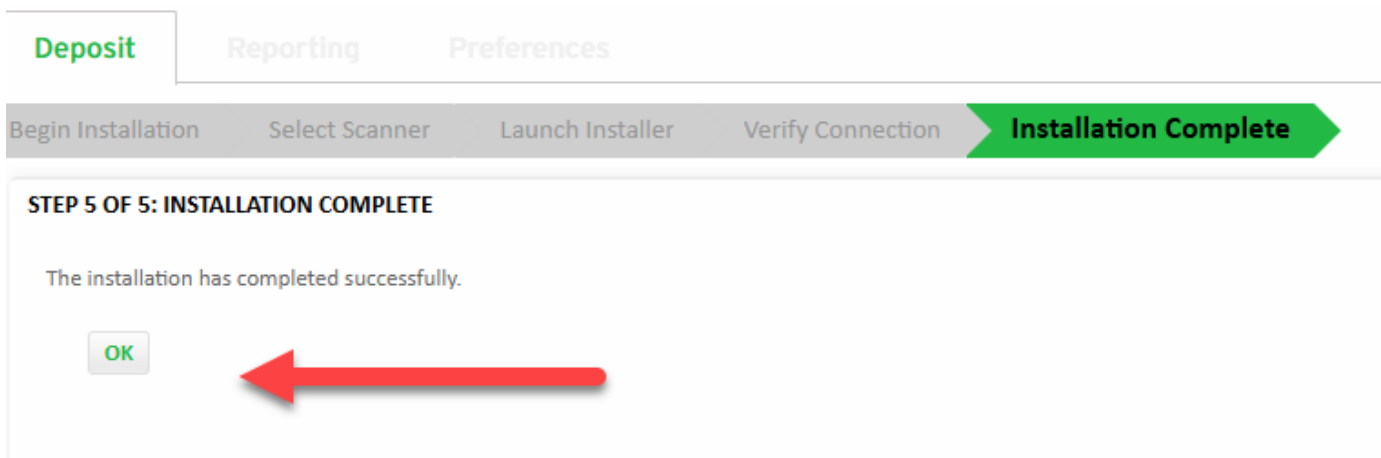 Deposit Reporting Preferences
Begin Installation Select Scanner Launch Installer Verify Connection Installation Complete
STEP 5 OF 5: INSTALLATION COMPLETE
The installation has completed successfully.
OK